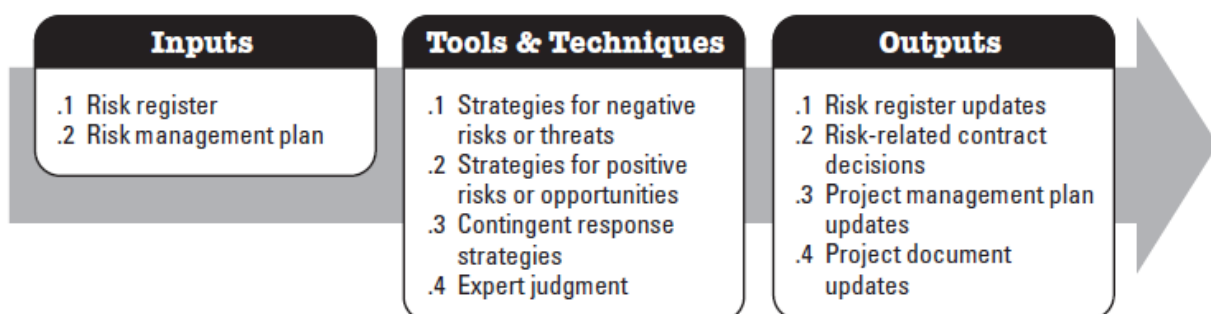 Inputs
.1 Risk register
.2 Risk management plan
Tools & Techniques
.1 Strategies for negative
risks or threats
.2 Strategies for positive
risks or opportunities
.3 Contingent response
strategies
.4 Expert judgment
Outputs
.1 Risk register updates
.2 Risk-related contract
decisions
.3 Project management plan
updates
.4 Project document
updates